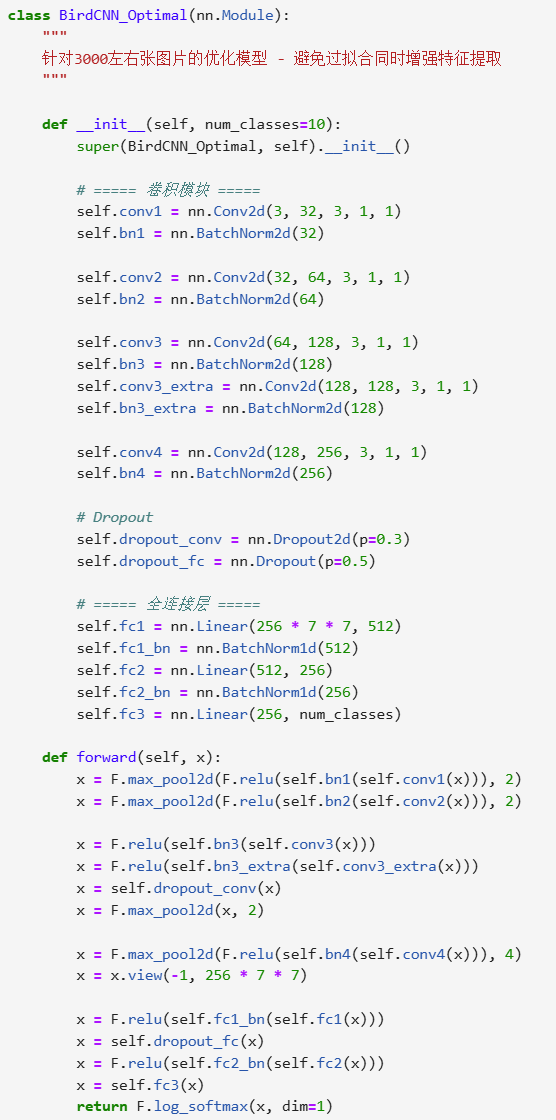 class BirdCNN_Optimal(nn.Module):
    """
    针对3000左右张图片的优化模型 - 避免过拟合同时增强特征提取
    """

    def __init__(self, num_classes=10):
        super(BirdCNN_Optimal, self).__init__()

        # ===== 卷积模块 =====
        self.conv1 = nn.Conv2d(3, 32, 3, 1, 1)
        self.bn1 = nn.BatchNorm2d(32)

        self.conv2 = nn.Conv2d(32, 64, 3, 1, 1)
        self.bn2 = nn.BatchNorm2d(64)

        self.conv3 = nn.Conv2d(64, 128, 3, 1, 1)
        self.bn3 = nn.BatchNorm2d(128)
        self.conv3_extra = nn.Conv2d(128, 128, 3, 1, 1)
        self.bn3_extra = nn.BatchNorm2d(128)

        self.conv4 = nn.Conv2d(128, 256, 3, 1, 1)
        self.bn4 = nn.BatchNorm2d(256)

        # Dropout
        self.dropout_conv = nn.Dropout2d(p=0.3)
        self.dropout_fc = nn.Dropout(p=0.5)

        # ===== 全连接层 =====
        self.fc1 = nn.Linear(256 * 7 * 7, 512)
        self.fc1_bn = nn.BatchNorm1d(512)
        self.fc2 = nn.Linear(512, 256)
        self.fc2_bn = nn.BatchNorm1d(256)
        self.fc3 = nn.Linear(256, num_classes)

    def forward(self, x):
        x = F.max_pool2d(F.relu(self.bn1(self.conv1(x))), 2)
        x = F.max_pool2d(F.relu(self.bn2(self.conv2(x))), 2)

        x = F.relu(self.bn3(self.conv3(x)))
        x = F.relu(self.bn3_extra(self.conv3_extra(x)))
        x = self.dropout_conv(x)
        x = F.max_pool2d(x, 2)

        x = F.max_pool2d(F.relu(self.bn4(self.conv4(x))), 4)
        x = x.view(-1, 256 * 7 * 7)

        x = F.relu(self.fc1_bn(self.fc1(x)))
        x = self.dropout_fc(x)
        x = F.relu(self.fc2_bn(self.fc2(x)))
        x = self.fc3(x)
        return F.log_softmax(x, dim=1)